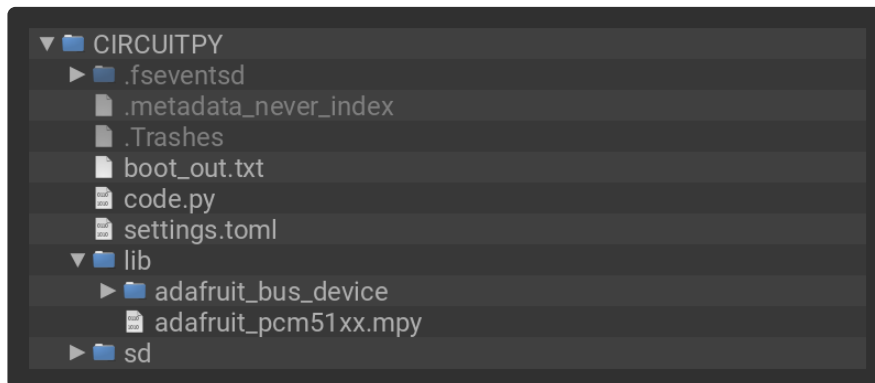 CIRCUITPY
.fseventsd
.metadata_never_index
.Trashes
boot_out.txt
code.py
settings.toml
lib
adafruit_bus_device
adafruit_pcm51xx.mpy
sd